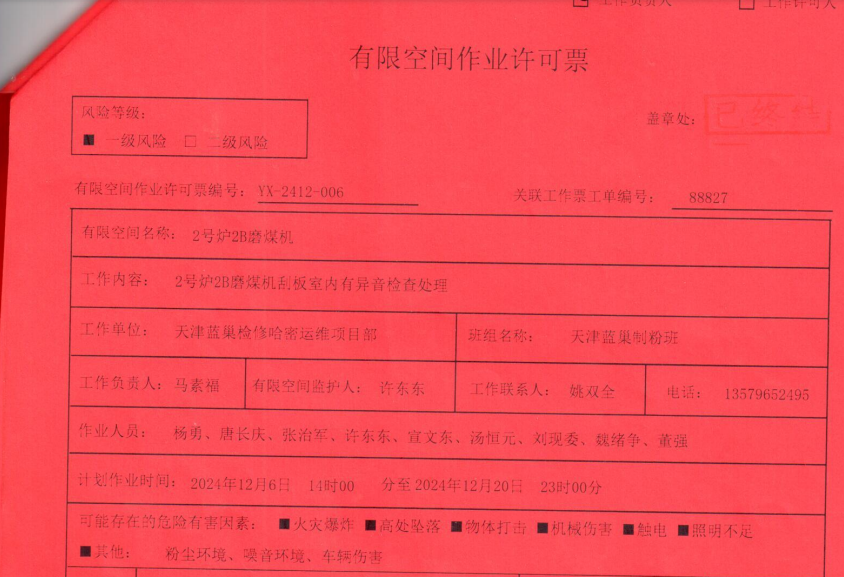 工作负责人 □ 工作许可人
有限空间作业许可票
风险等级:
■ 一级风险 □ 二级风险
盖章处: 已终结
有限空间作业许可票编号: YX-2412-006 关联工作票工单编号: 88827
有限空间名称: 2号炉2B磨煤机
工作内容: 2号炉2B磨煤机刮板室内有异音检查处理
工作单位: 天津蓝巢检修哈密运维项目部 班组名称: 天津蓝巢制粉班
工作负责人: 马素福 有限空间监护人: 许东东 工作联系人: 姚双全 电话: 13579652495
作业人员: 杨勇、唐长庆、张治军、许东东、宣文东、汤恒元、刘现委、魏绪争、董强
计划作业时间: 2024年12月6日 14时00 分至2024年12月20日 23时00分
可能存在的危险有害因素: ■火灾爆炸 ■高处坠落 ■物体打击 ■机械伤害 ■触电 ■照明不足
■其他: 粉尘环境、噪音环境、车辆伤害